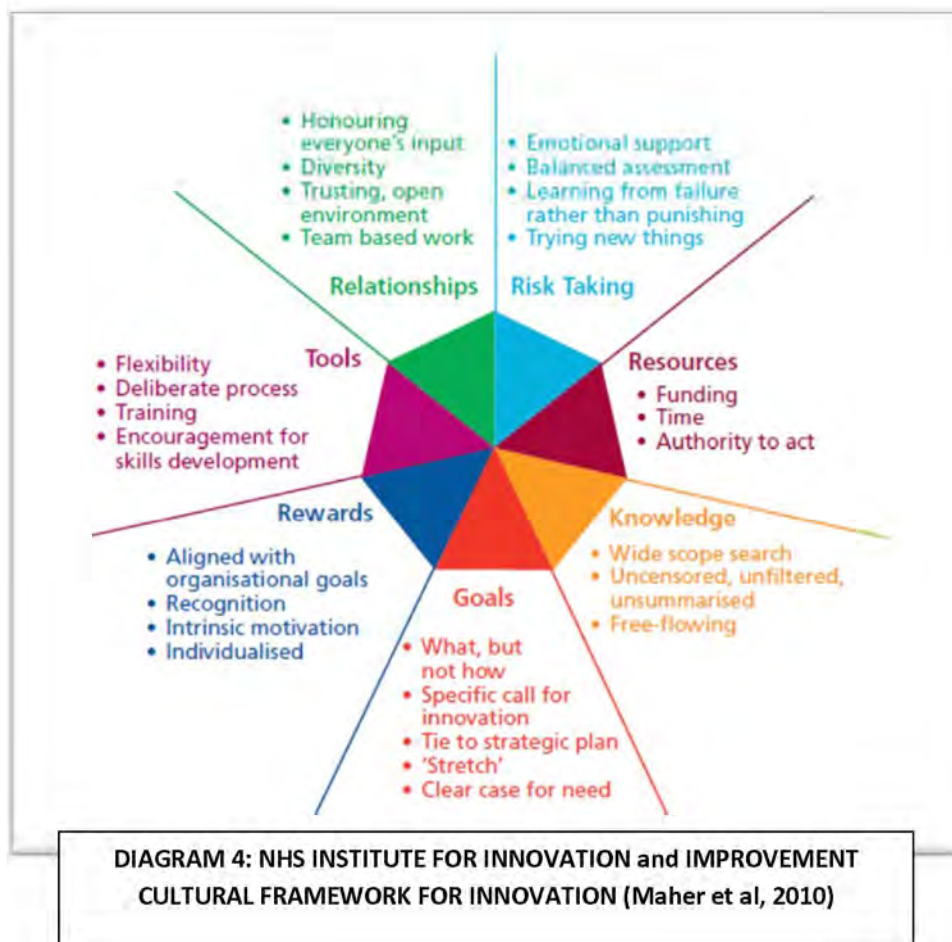 • Honouring
everyone's input
• Diversity
• Trusting, open
environment
• Team based work
Relationships
• Emotional support
• Balanced assessment
• Learning from failure
rather than punishing
• Trying new things
Risk Taking
Resources
• Funding
• Time
• Authority to act
Knowledge
• Wide scope search
• Uncensored, unfiltered,
unsummarised
• Free-flowing
Goals
• What, but
not how
• Specific call for
innovation
• Tie to strategic plan
• 'Stretch'
• Clear case for need
Rewards
• Aligned with
organisational goals
• Recognition
• Intrinsic motivation
• Individualised
Tools
• Flexibility
• Deliberate process
• Training
• Encouragement for
skills development
DIAGRAM 4: NHS INSTITUTE FOR INNOVATION and IMPROVEMENT
CULTURAL FRAMEWORK FOR INNOVATION (Maher et al, 2010)